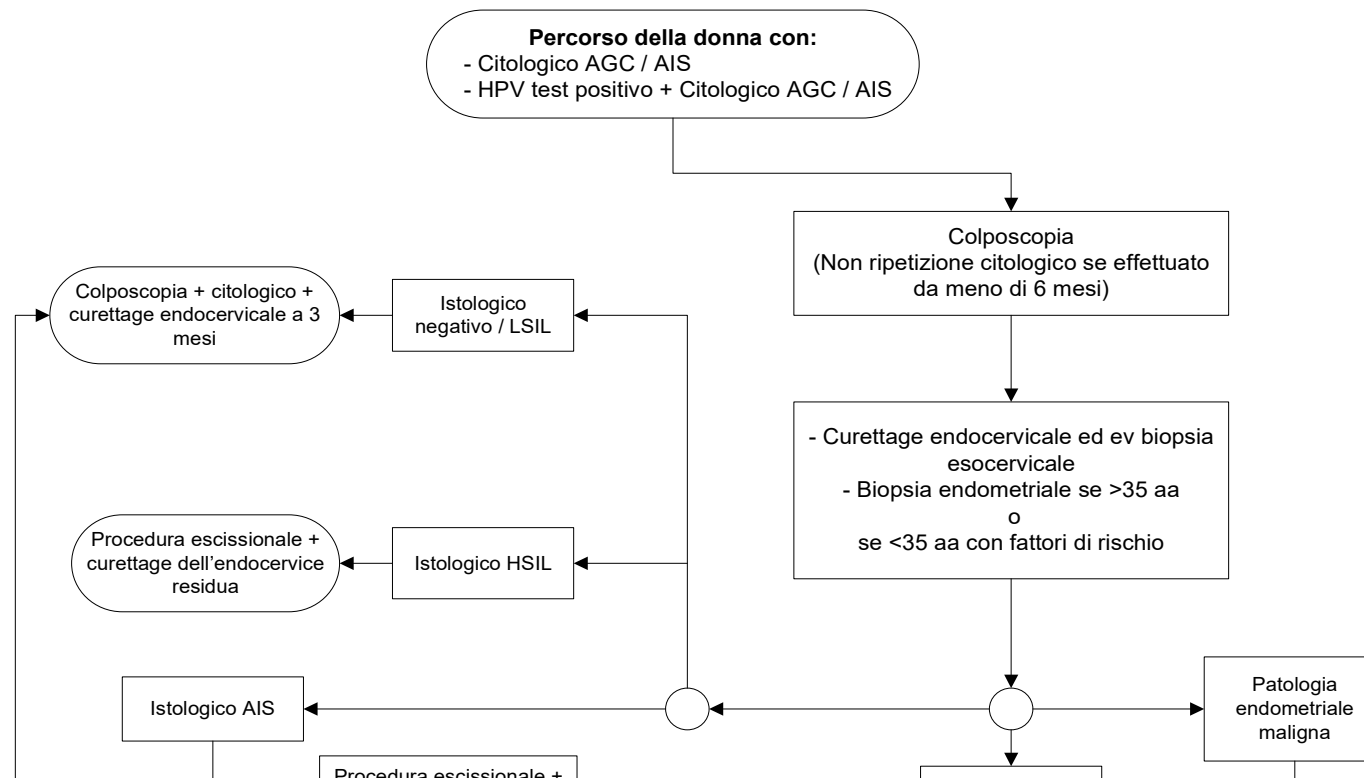 Percorso della donna con:
- Citologico AGC / AIS
- HPV test positivo + Citologico AGC / AIS
Colposcopia
(Non ripetizione citologico se effettuato
da meno di 6 mesi)
Colposcopia + citologico +
curettage endocervicale a 3
mesi
Istologico
negativo / LSIL
- Curettage endocervicale ed ev biopsia
esocervicale
- Biopsia endometriale se >35 aa
o
se <35 aa con fattori di rischio
Procedura escissionale +
curettage dell'endocervice
residua
Istologico HSIL
Istologico AIS
Patologia
endometriale
maligna
Procedura escissionale +